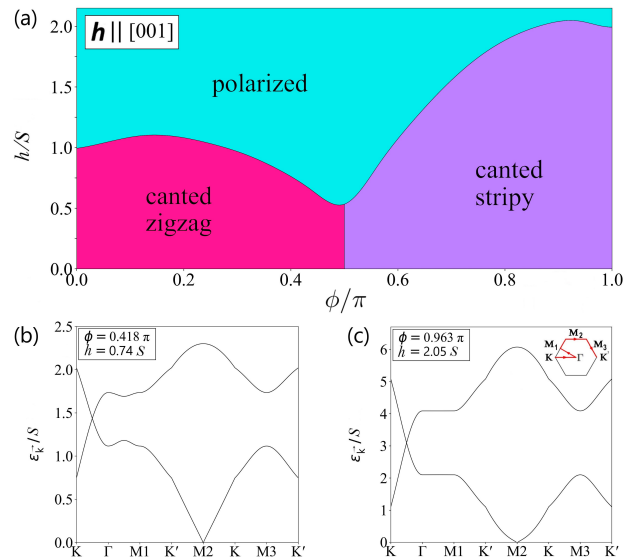 (a)
h || [001]
polarized
canted
zigzag
canted
stripy
h/S
2.0
1.5
1.0
0.5
0.0
0.0 0.2 0.4 0.6 0.8 1.0
ϕ/π
(b)
ϕ = 0.418 π
h = 0.74 S
ε_k⃗/S
2.5
2.0
1.5
1.0
0.5
0.0
K Γ M1 K′ M2 K M3 K′
(c)
ϕ = 0.963 π
h = 2.05 S
M₂
M₁ M₃
K Γ K′
ε_k⃗/S
6
5
4
3
2
1
0
K Γ M1 K′ M2 K M3 K′